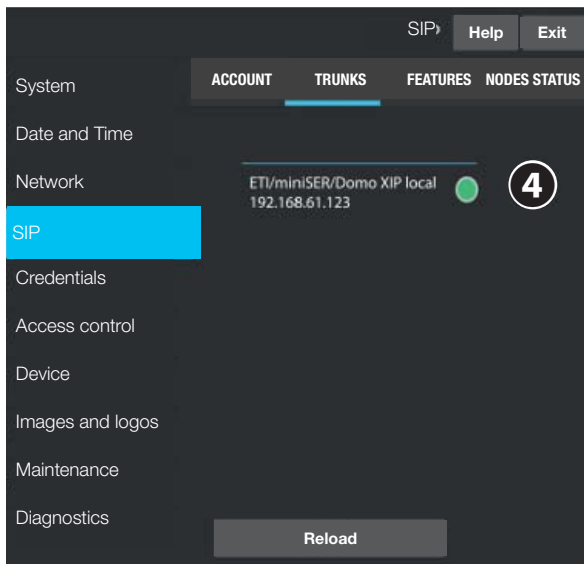 SIP
Help
Exit
System
Date and Time
Network
SIP
Credentials
Access control
Device
Images and logos
Maintenance
Diagnostics
ACCOUNT TRUNKS FEATURES NODES STATUS
ETI/miniSER/Domo XIP local
192.168.61.123
4
Reload